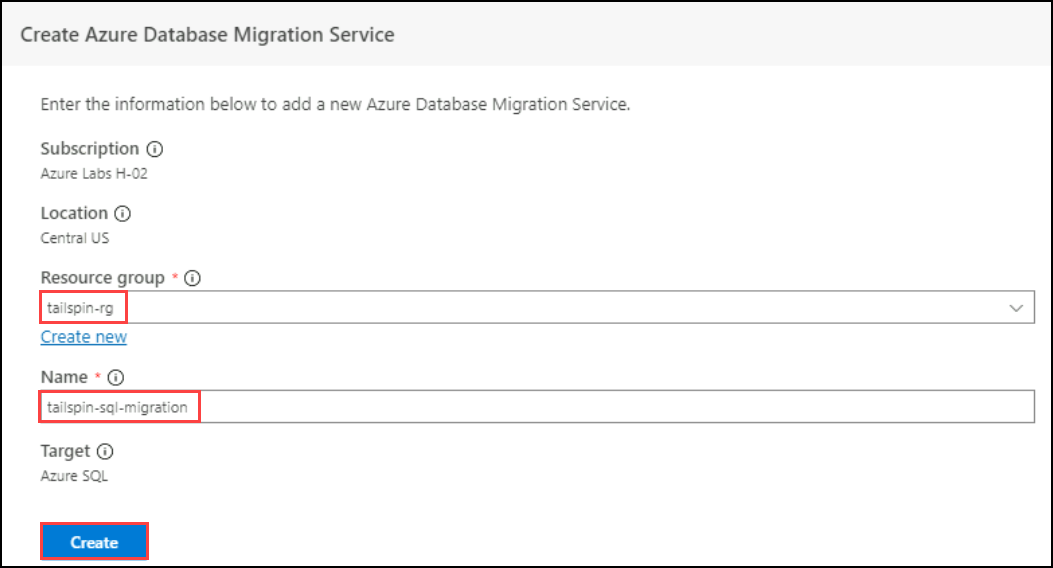 Create Azure Database Migration Service
Enter the information below to add a new Azure Database Migration Service.
Subscription
Azure Labs H-02
Location
Central US
Resource group *
tailspin-rg
Create new
Name *
tailspin-sql-migration
Target
Azure SQL
Create